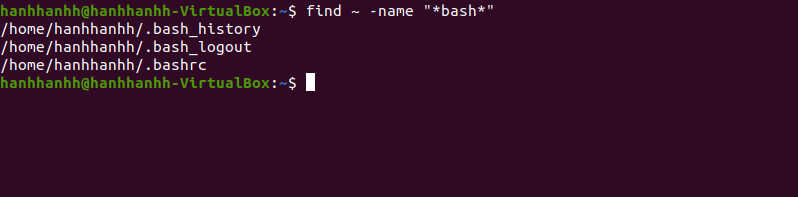 hanhhanhh@hanhhanhh-VirtualBox:~$ find ~ -name "*bash*"
/home/hanhhanhh/.bash_history
/home/hanhhanhh/.bash_logout
/home/hanhhanhh/.bashrc
hanhhanhh@hanhhanhh-VirtualBox:~$